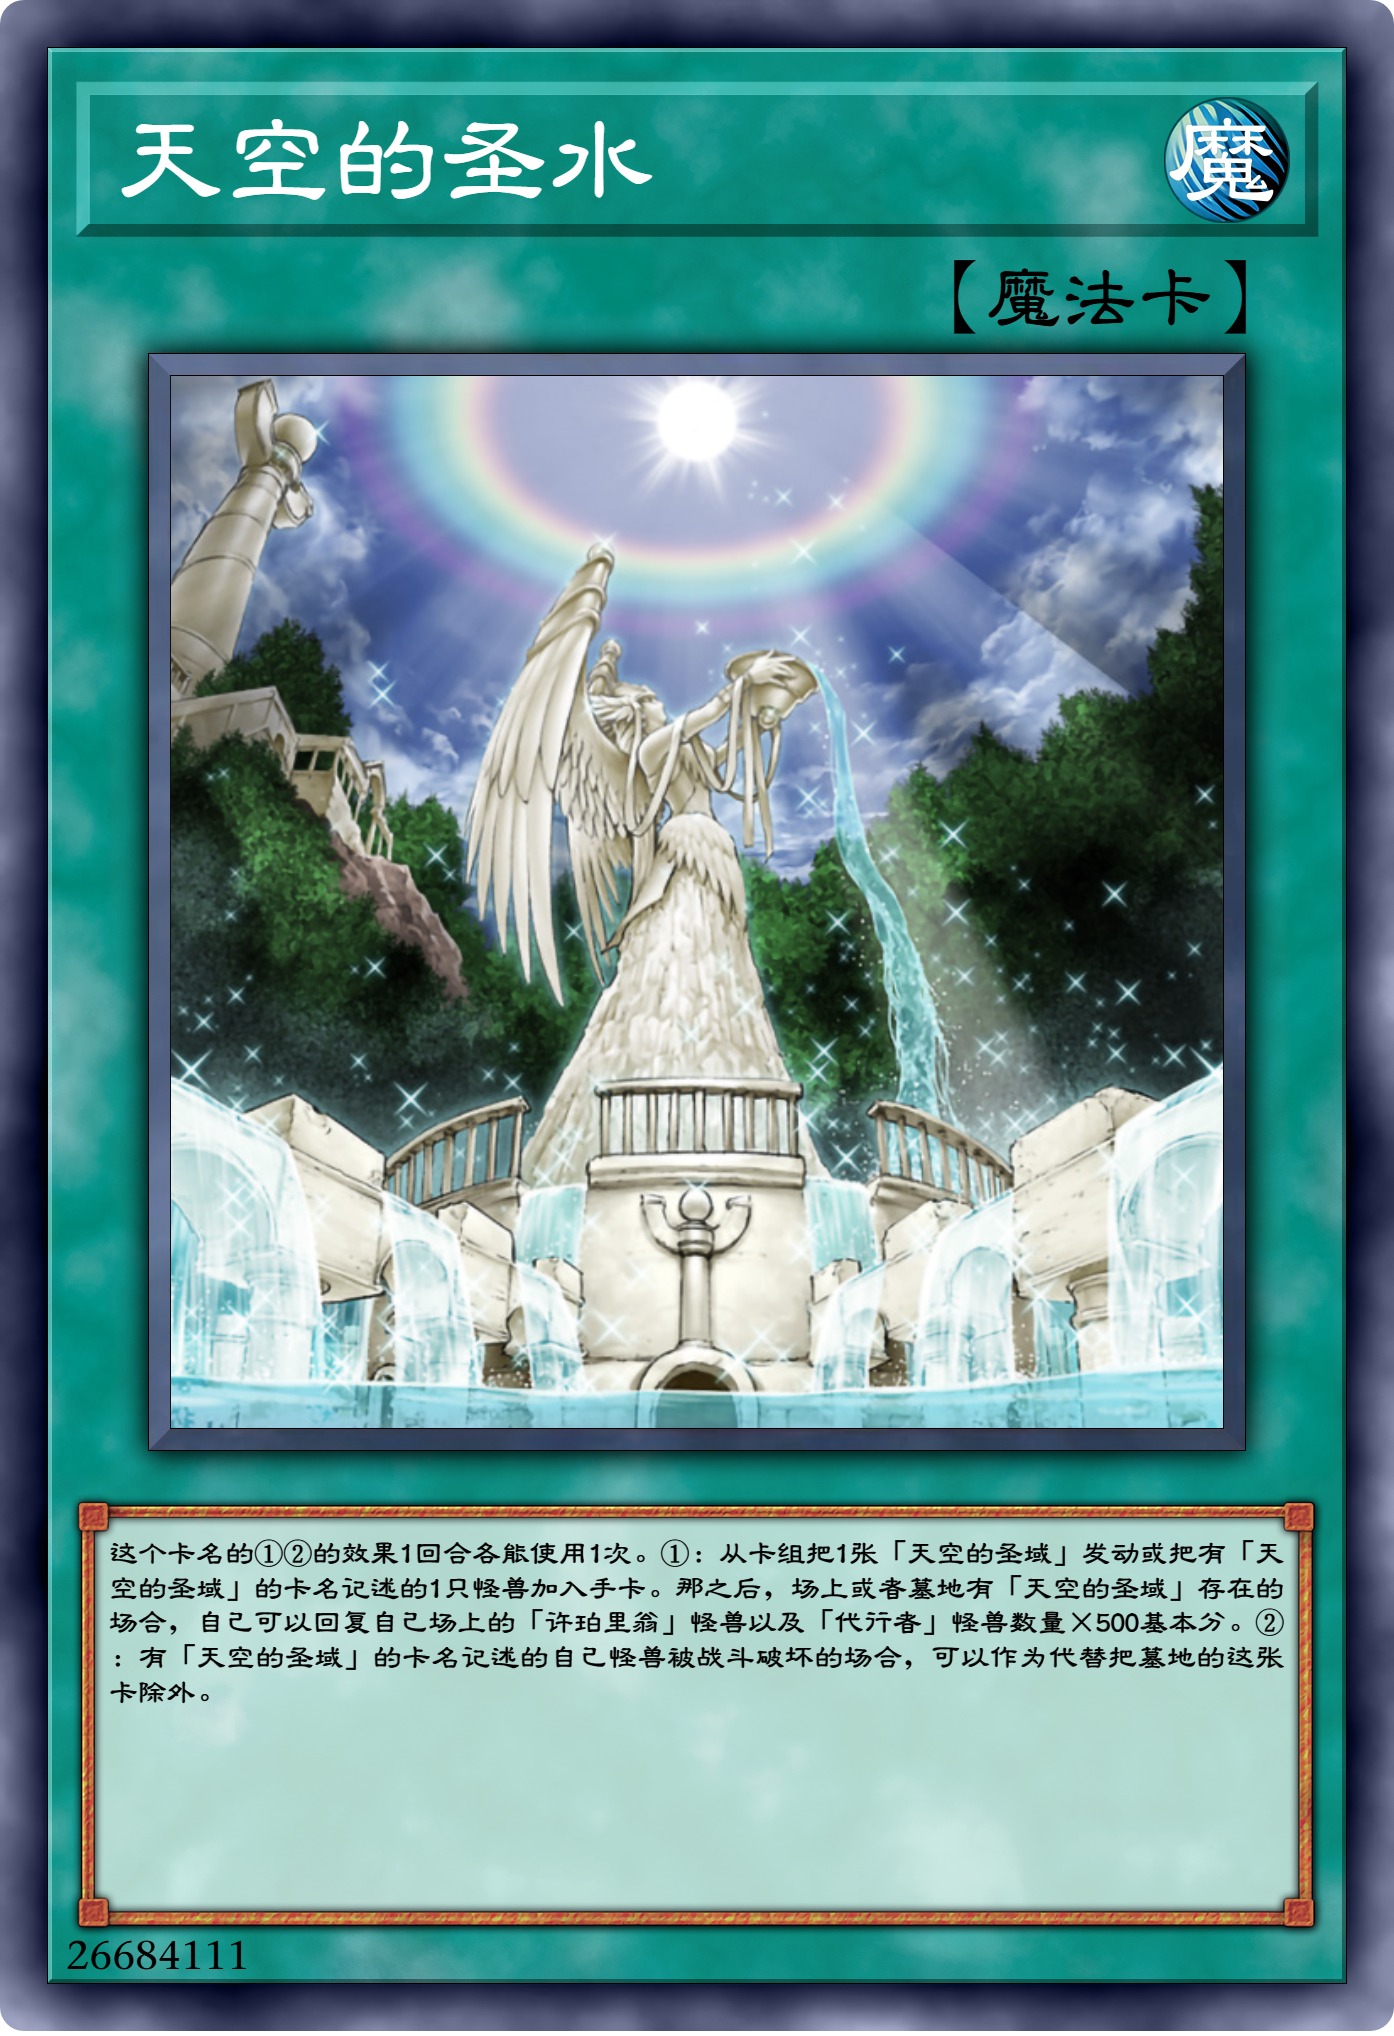 天空的圣水
魔
【魔法卡】
这个卡名的①②的效果1回合各能使用1次。①：从卡组把1张「天空的圣域」发动或把有「天
空的圣域」的卡名记述的1只怪兽加入手卡。那之后，场上或者墓地有「天空的圣域」存在的
场合，自己可以回复自己场上的「许珀里翁」怪兽以及「代行者」怪兽数量×500基本分。②
：有「天空的圣域」的卡名记述的自己怪兽被战斗破坏的场合，可以作为代替把墓地的这张
卡除外。
26684111